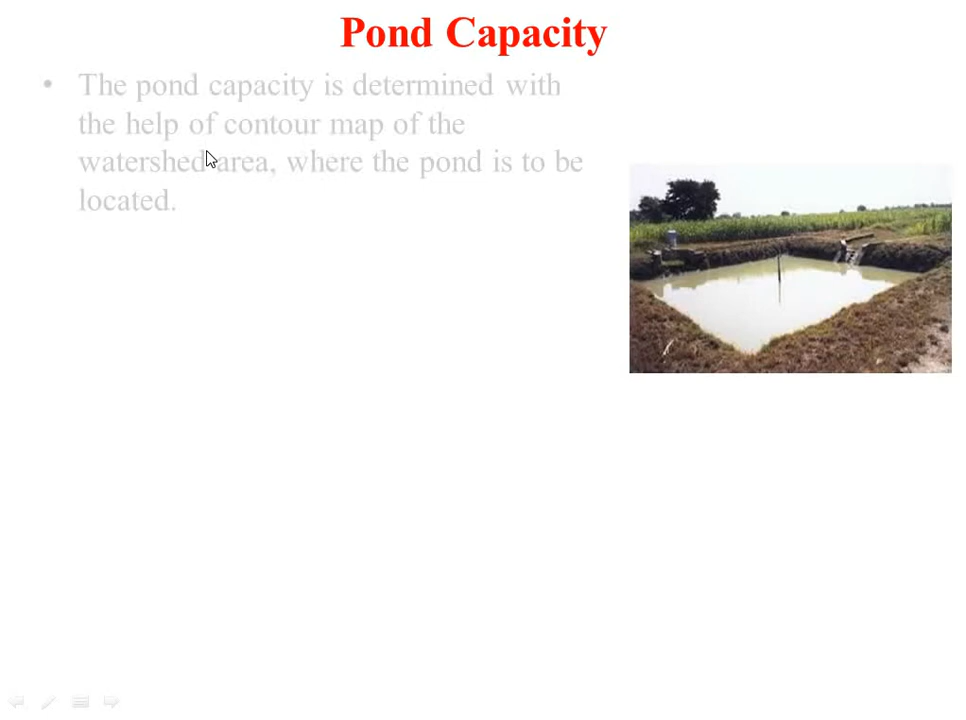 Pond Capacity
• The pond capacity is determined with
the help of contour map of the
watershed area, where the pond is to be
located.